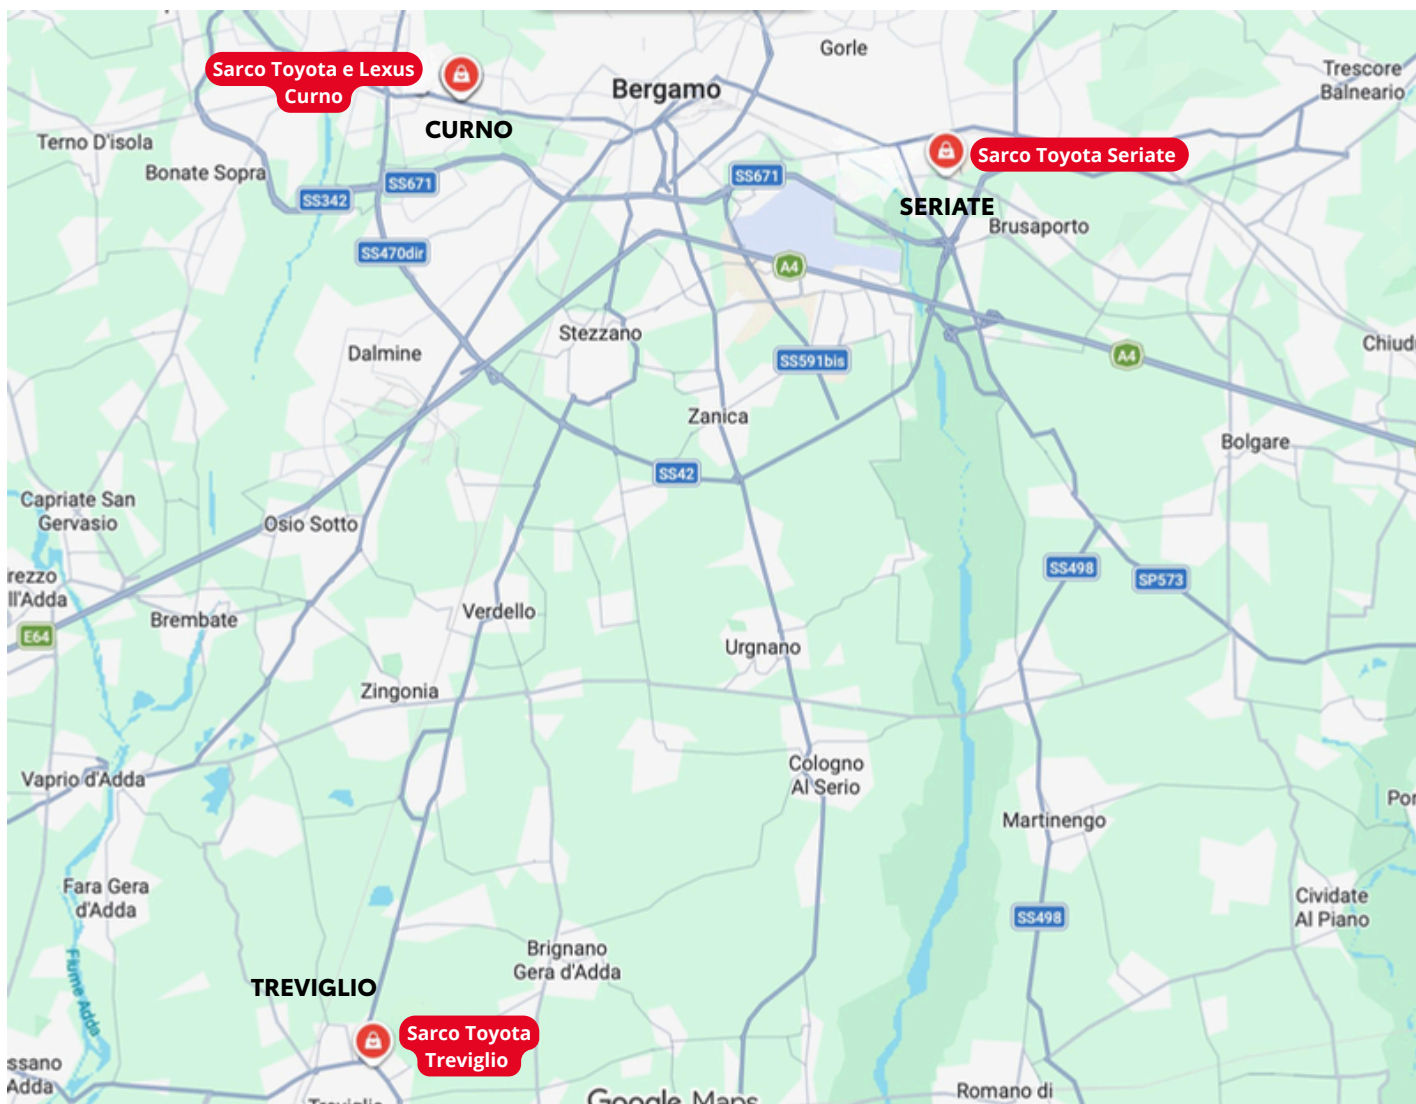 Gorle
Sarco Toyota e Lexus
Curno
Bergamo
Trescore
Balneario
CURNO
Terno D'isola
Bonate Sopra
SS671
SS342
SS671
Sarco Toyota Seriate
SERIATE
Brusaporto
SS470dir
A4
Stezzano
Dalmine
SS591bis
A4
Chiud
Zanica
Bolgare
SS42
Capriate San
Gervasio
Osio Sotto
SS498
SP573
rezzo
ll'Adda
Brembate
Verdello
E64
Urgnano
Zingonia
Vaprio d'Adda
Cologno
Al Serio
Por
Martinengo
Fara Gera
d'Adda
Cividate
Al Piano
SS498
Brignano
Gera d'Adda
Fiume Adda
TREVIGLIO
Sarco Toyota
Treviglio
ssano
Adda
Treviglio
Google Maps
Romano di